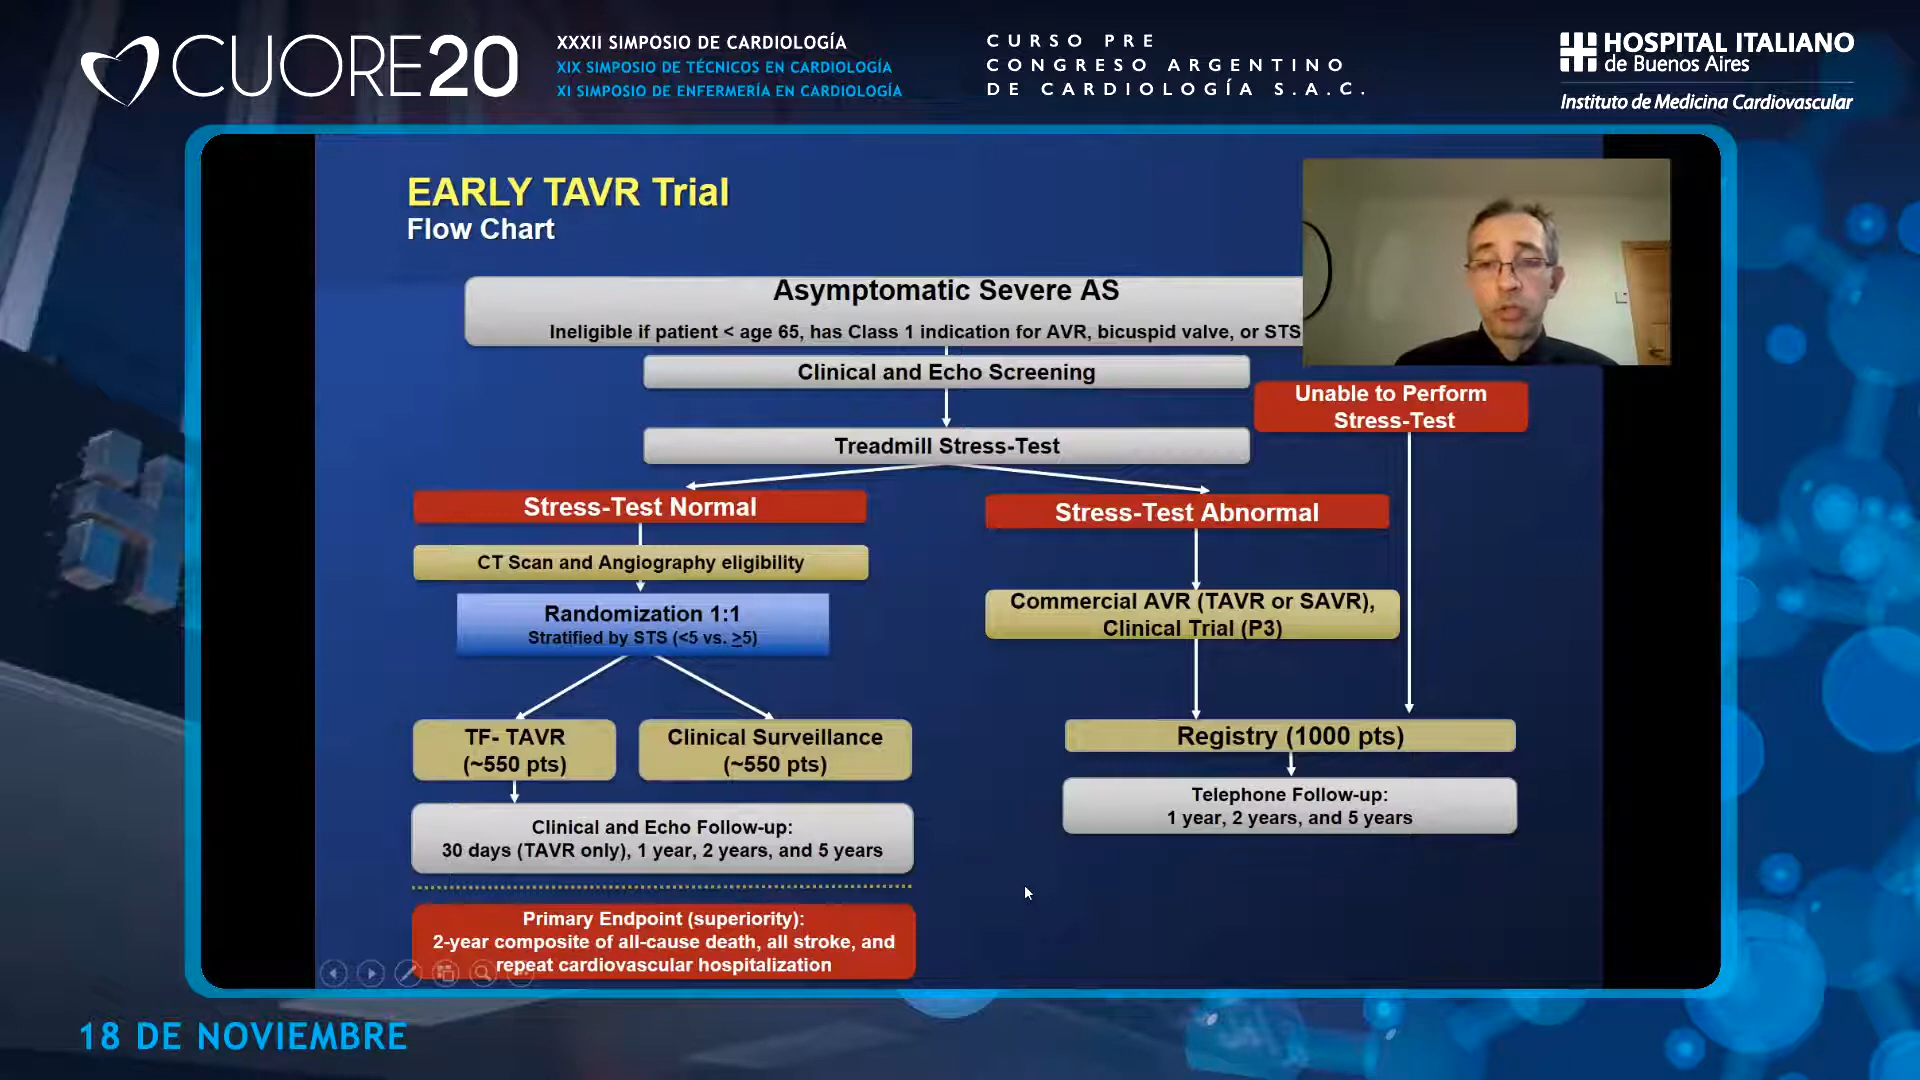 CUORE20
XXXII SIMPOSIO DE CARDIOLOGÍA
XIX SIMPOSIO DE TÉCNICOS EN CARDIOLOGÍA
XI SIMPOSIO DE ENFERMERÍA EN CARDIOLOGÍA
CURSO PRE
CONGRESO ARGENTINO
DE CARDIOLOGÍA S.A.C.
HOSPITAL ITALIANO
de Buenos Aires
Instituto de Medicina Cardiovascular
EARLY TAVR Trial
Flow Chart
Asymptomatic Severe AS
Ineligible if patient < age 65, has Class 1 indication for AVR, bicuspid valve, or STS
Clinical and Echo Screening
Unable to Perform
Stress-Test
Treadmill Stress-Test
Stress-Test Normal
Stress-Test Abnormal
CT Scan and Angiography eligibility
Randomization 1:1
Stratified by STS (<5 vs. ≥5)
Commercial AVR (TAVR or SAVR),
Clinical Trial (P3)
TF- TAVR
(~550 pts)
Clinical Surveillance
(~550 pts)
Registry (1000 pts)
Clinical and Echo Follow-up:
30 days (TAVR only), 1 year, 2 years, and 5 years
Telephone Follow-up:
1 year, 2 years, and 5 years
Primary Endpoint (superiority):
2-year composite of all-cause death, all stroke, and
repeat cardiovascular hospitalization
18 DE NOVIEMBRE